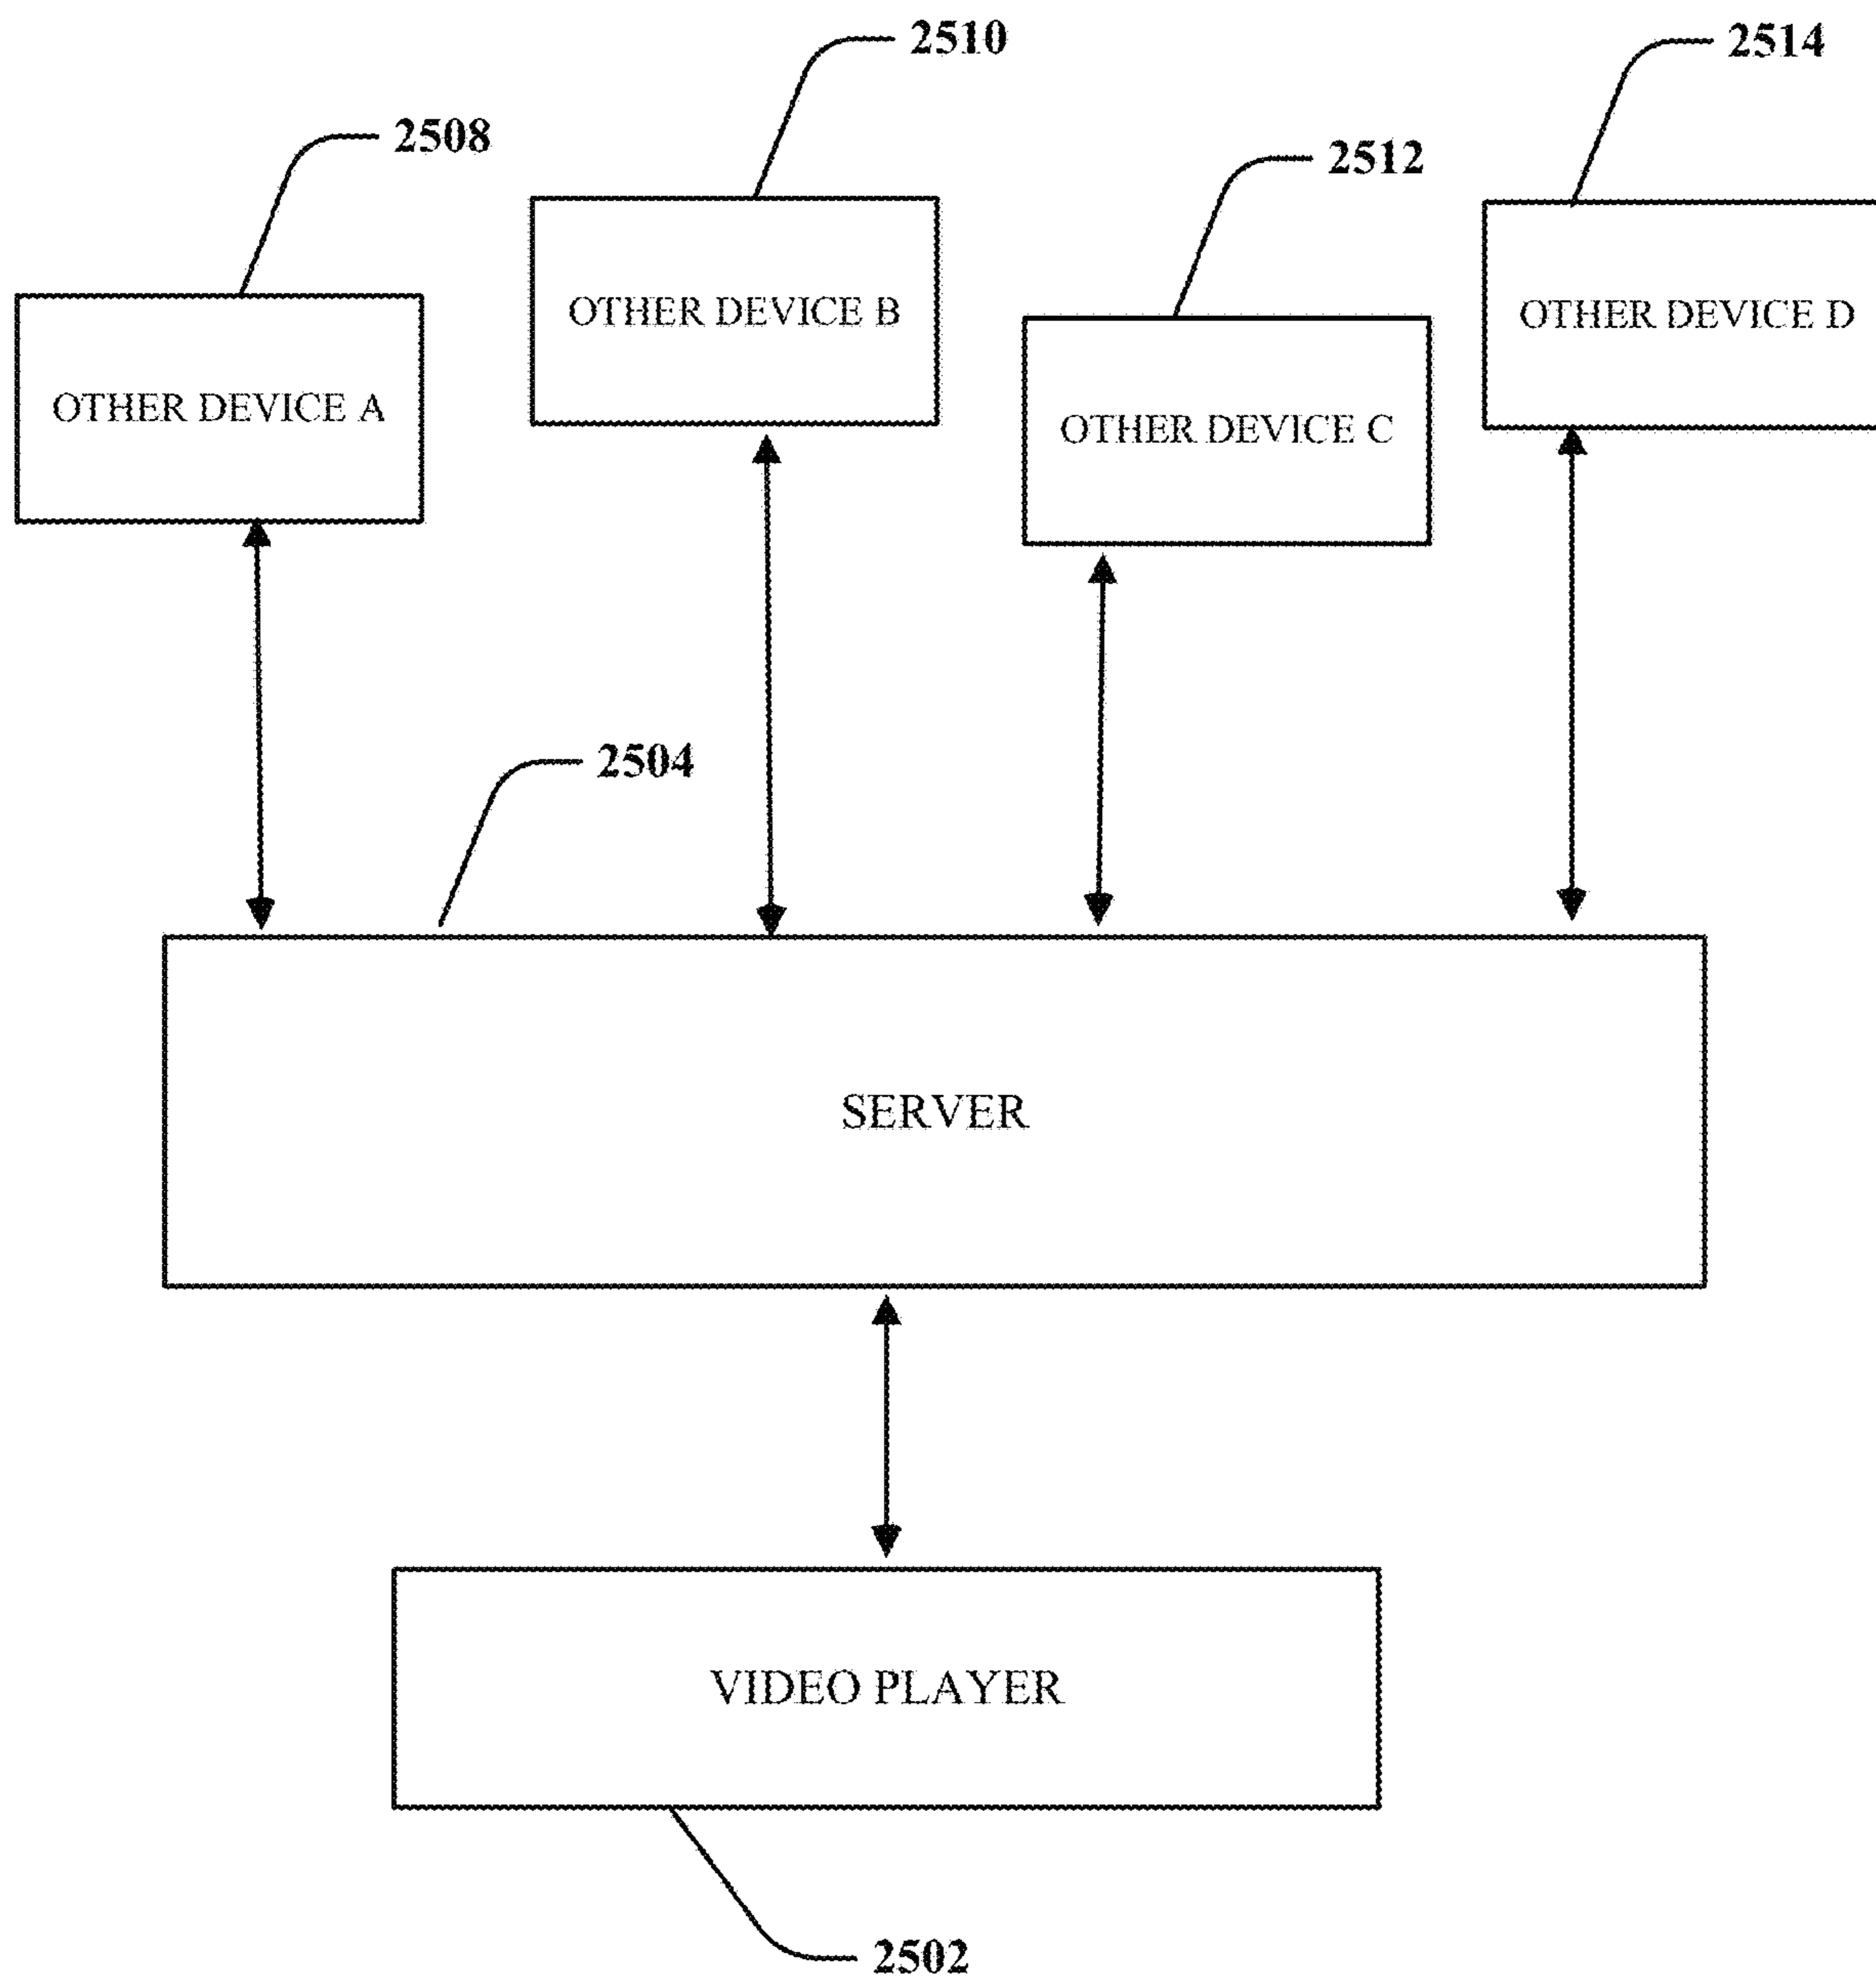 2510
2514
2508
2512
OTHER DEVICE B
OTHER DEVICE D
OTHER DEVICE A
OTHER DEVICE C
2504
SERVER
VIDEO PLAYER
2502